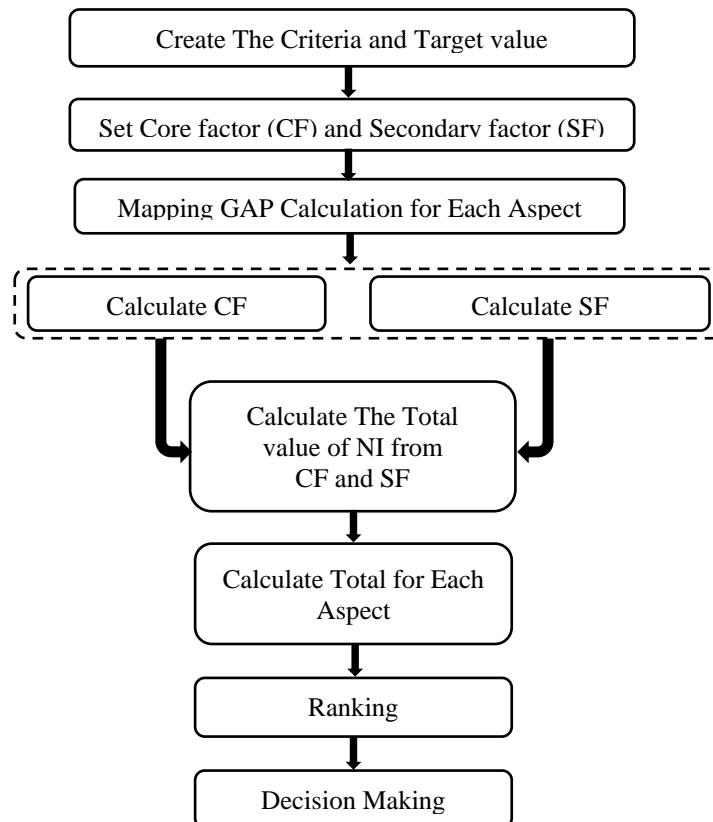 Create The Criteria and Target value
Set Core factor (CF) and Secondary factor (SF)
Mapping GAP Calculation for Each Aspect
Calculate CF
Calculate SF
Calculate The Total
value of NI from
CF and SF
Calculate Total for Each
Aspect
Ranking
Decision Making